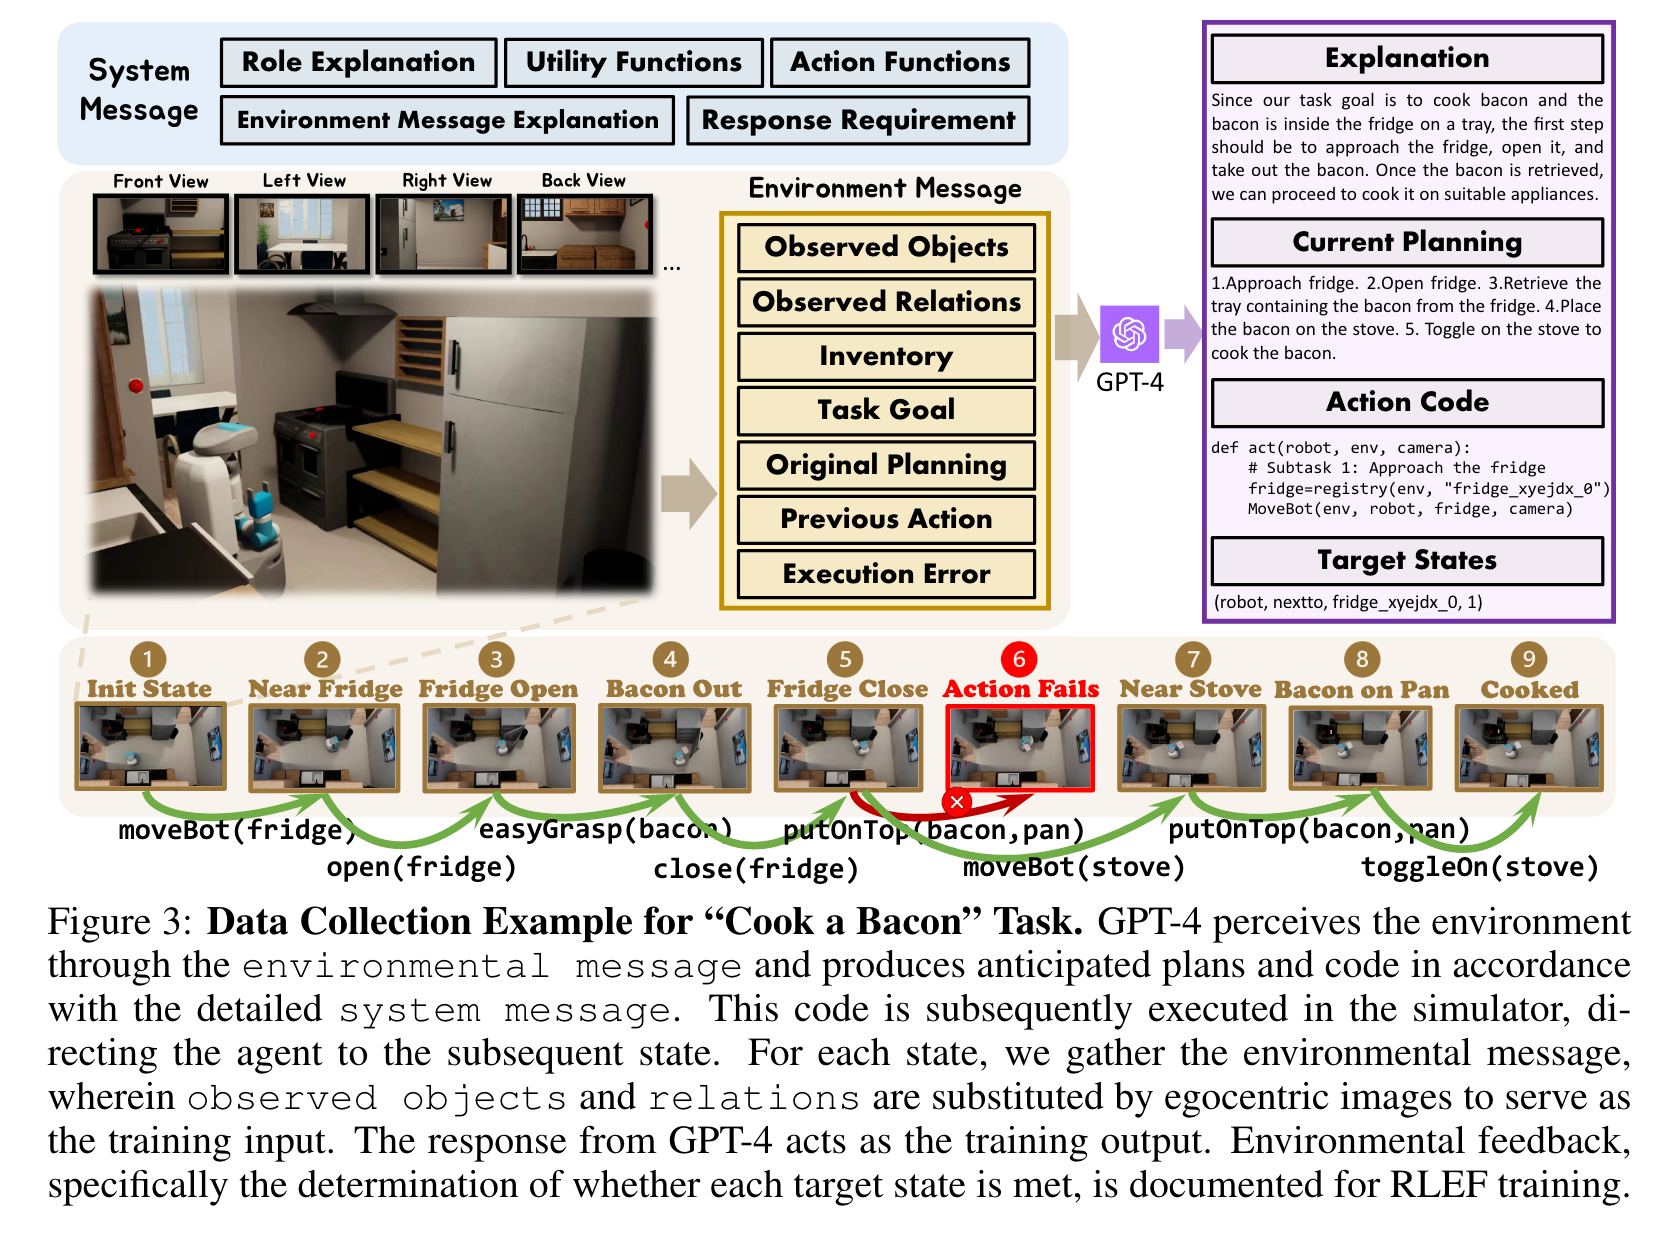 System
Message
Role Explanation
Utility Functions
Action Functions
Environment Message Explanation
Response Requirement
Front View
Left View
Right View
Back View
...
Environment Message
Observed Objects
Observed Relations
Inventory
Task Goal
Original Planning
Previous Action
Execution Error
GPT-4
Explanation
Since our task goal is to cook bacon and the
bacon is inside the fridge on a tray, the first step
should be to approach the fridge, open it, and
take out the bacon. Once the bacon is retrieved,
we can proceed to cook it on suitable appliances.
Current Planning
1.Approach fridge. 2.Open fridge. 3.Retrieve the
tray containing the bacon from the fridge. 4.Place
the bacon on the stove. 5. Toggle on the stove to
cook the bacon.
Action Code
def act(robot, env, camera):
# Subtask 1: Approach the fridge
fridge=registry(env, "fridge_xyejdx_0")
MoveBot(env, robot, fridge, camera)
Target States
(robot, nextto, fridge_xyejdx_0, 1)
1
2
3
4
5
6
7
8
9
Init State
Near Fridge
Fridge Open
Bacon Out
Fridge Close
Action Fails
Near Stove
Bacon on Pan
Cooked
moveBot(fridge)
easyGrasp(bacon)
putOnTop(bacon,pan)
putOnTop(bacon,pan)
open(fridge)
close(fridge)
moveBot(stove)
toggleOn(stove)
Figure 3: Data Collection Example for “Cook a Bacon” Task. GPT-4 perceives the environment
through the environmental message and produces anticipated plans and code in accordance
with the detailed system message. This code is subsequently executed in the simulator, di-
recting the agent to the subsequent state. For each state, we gather the environmental message,
wherein observed objects and relations are substituted by egocentric images to serve as
the training input. The response from GPT-4 acts as the training output. Environmental feedback,
specifically the determination of whether each target state is met, is documented for RLEF training.